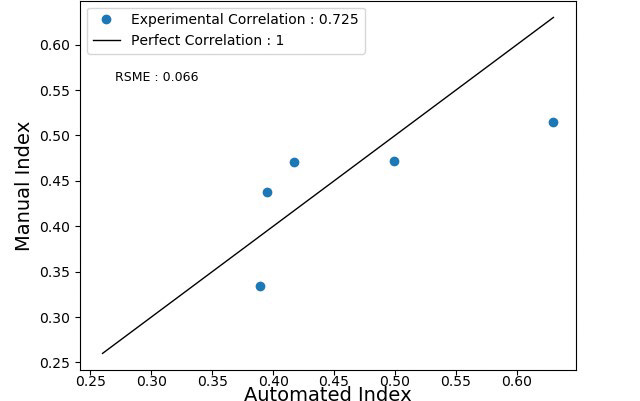 Experimental Correlation : 0.725
Perfect Correlation : 1
RSME : 0.066
0.60
0.55
0.50
0.45
0.40
0.35
0.30
0.25
Manual Index
0.25 0.30 0.35 0.40 0.45 0.50 0.55 0.60
Automated Index